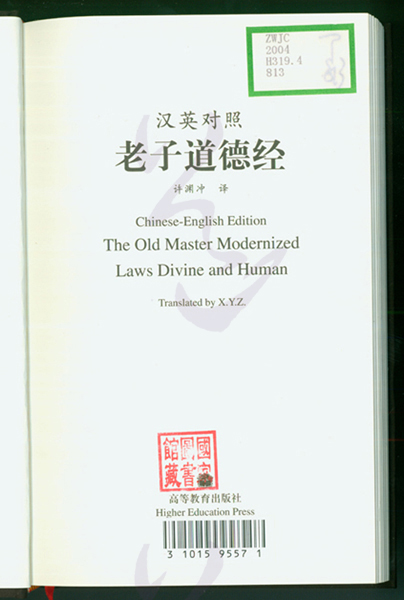 ZWJC
2004
H319.4
813
汉英对照
老子道德经
许渊冲 译
Chinese-English Edition
The Old Master Modernized
Laws Divine and Human
Translated by X.Y.Z.
國家圖書館藏書
高等教育出版社
Higher Education Press
3 1015 9557 1